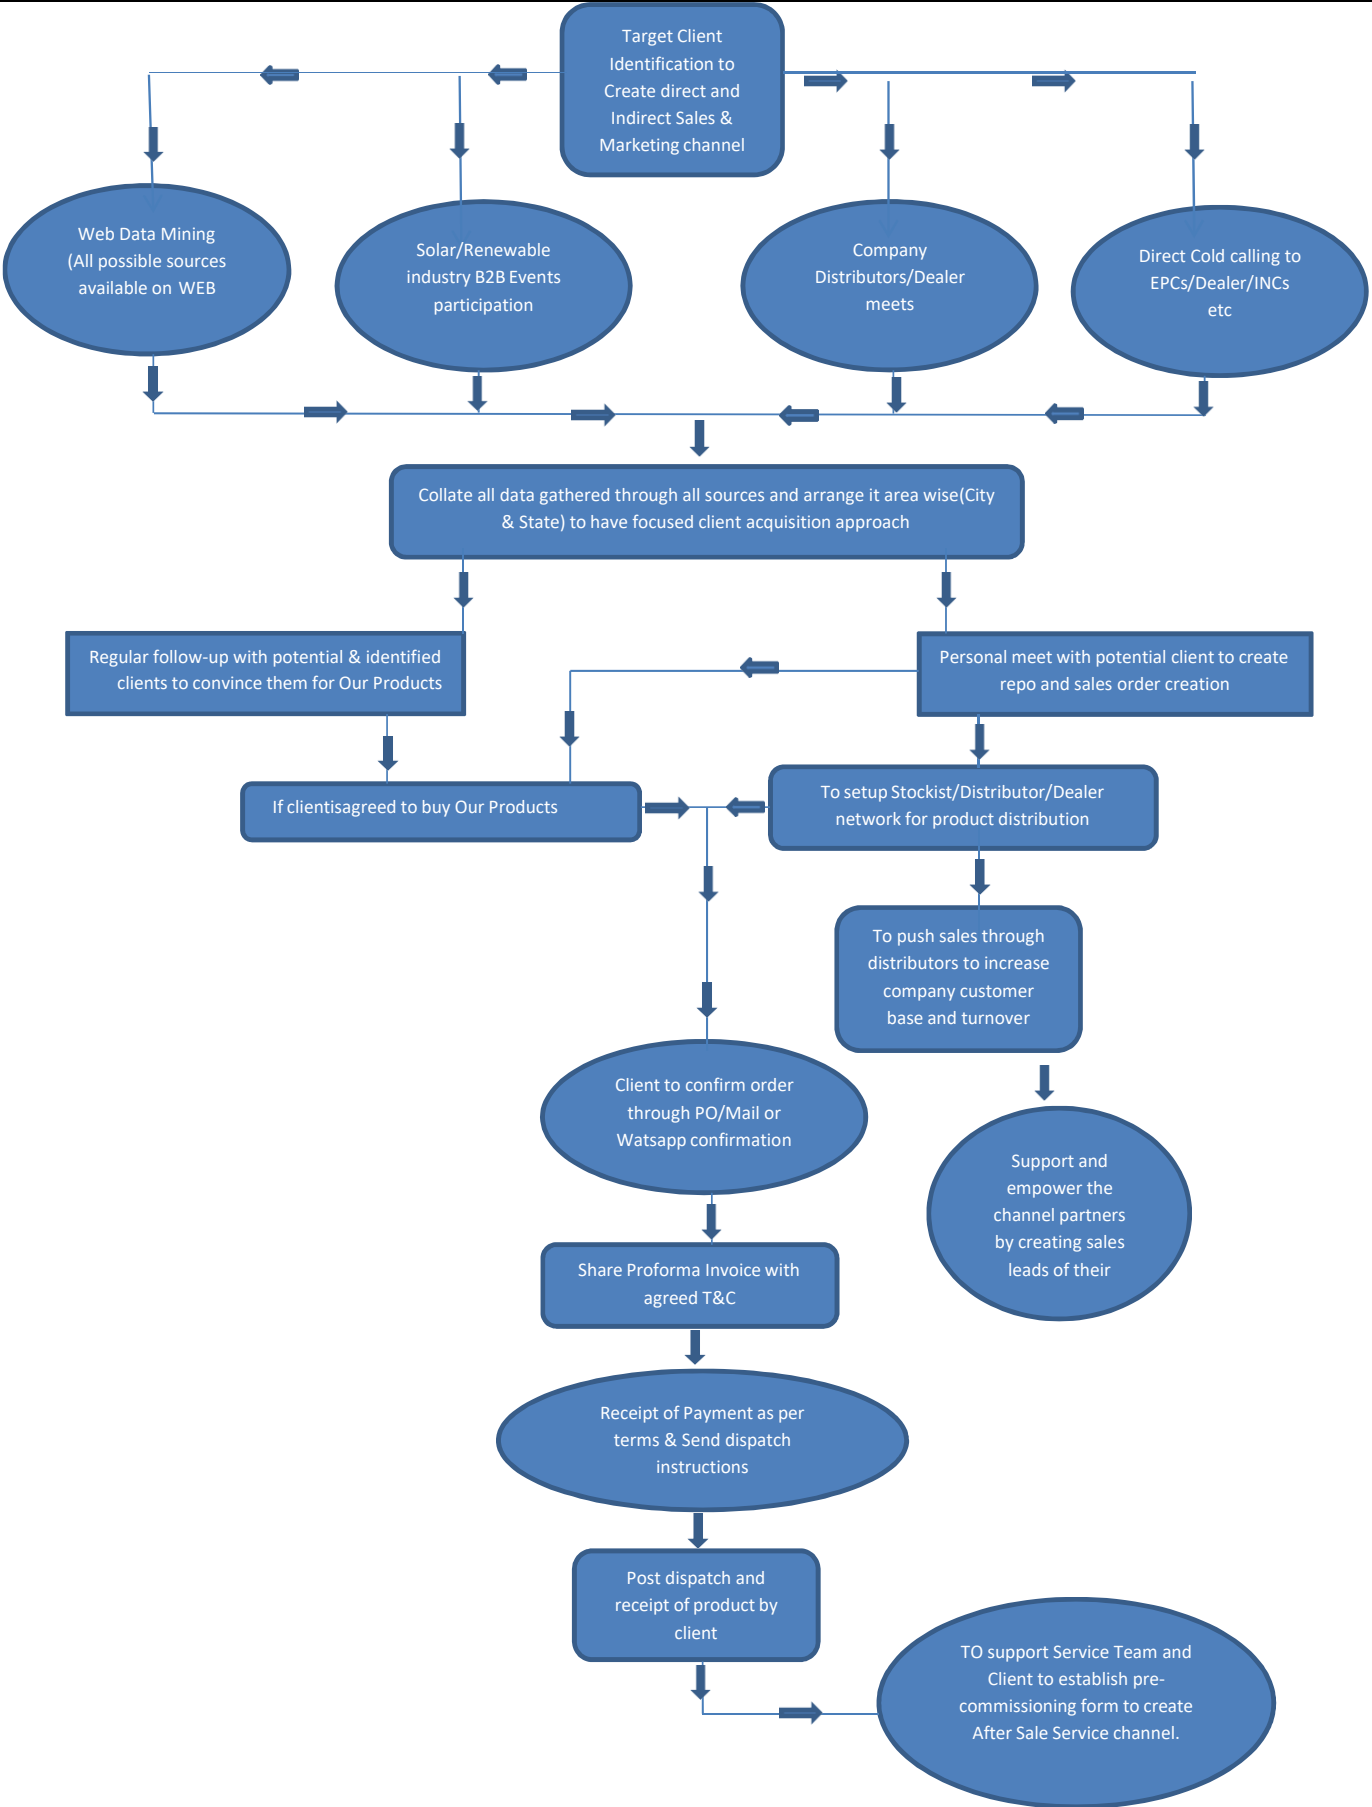 Target Client
Identification to
Create direct and
Indirect Sales &
Marketing channel
Web Data Mining
(All possible sources
available on WEB
Solar/Renewable
industry B2B Events
participation
Company
Distributors/Dealer
meets
Direct Cold calling to
EPCs/Dealer/INCs
etc
Collate all data gathered through all sources and arrange it area wise(City
& State) to have focused client acquisition approach
Regular follow-up with potential & identified
clients to convince them for Our Products
Personal meet with potential client to create
repo and sales order creation
If clientisagreed to buy Our Products
To setup Stockist/Distributor/Dealer
network for product distribution
To push sales through
distributors to increase
company customer
base and turnover
Client to confirm order
through PO/Mail or
Watsapp confirmation
Support and
empower the
channel partners
by creating sales
leads of their
Share Proforma Invoice with
agreed T&C
Receipt of Payment as per
terms & Send dispatch
instructions
Post dispatch and
receipt of product by
client
TO support Service Team and
Client to establish pre-
commissioning form to create
After Sale Service channel.